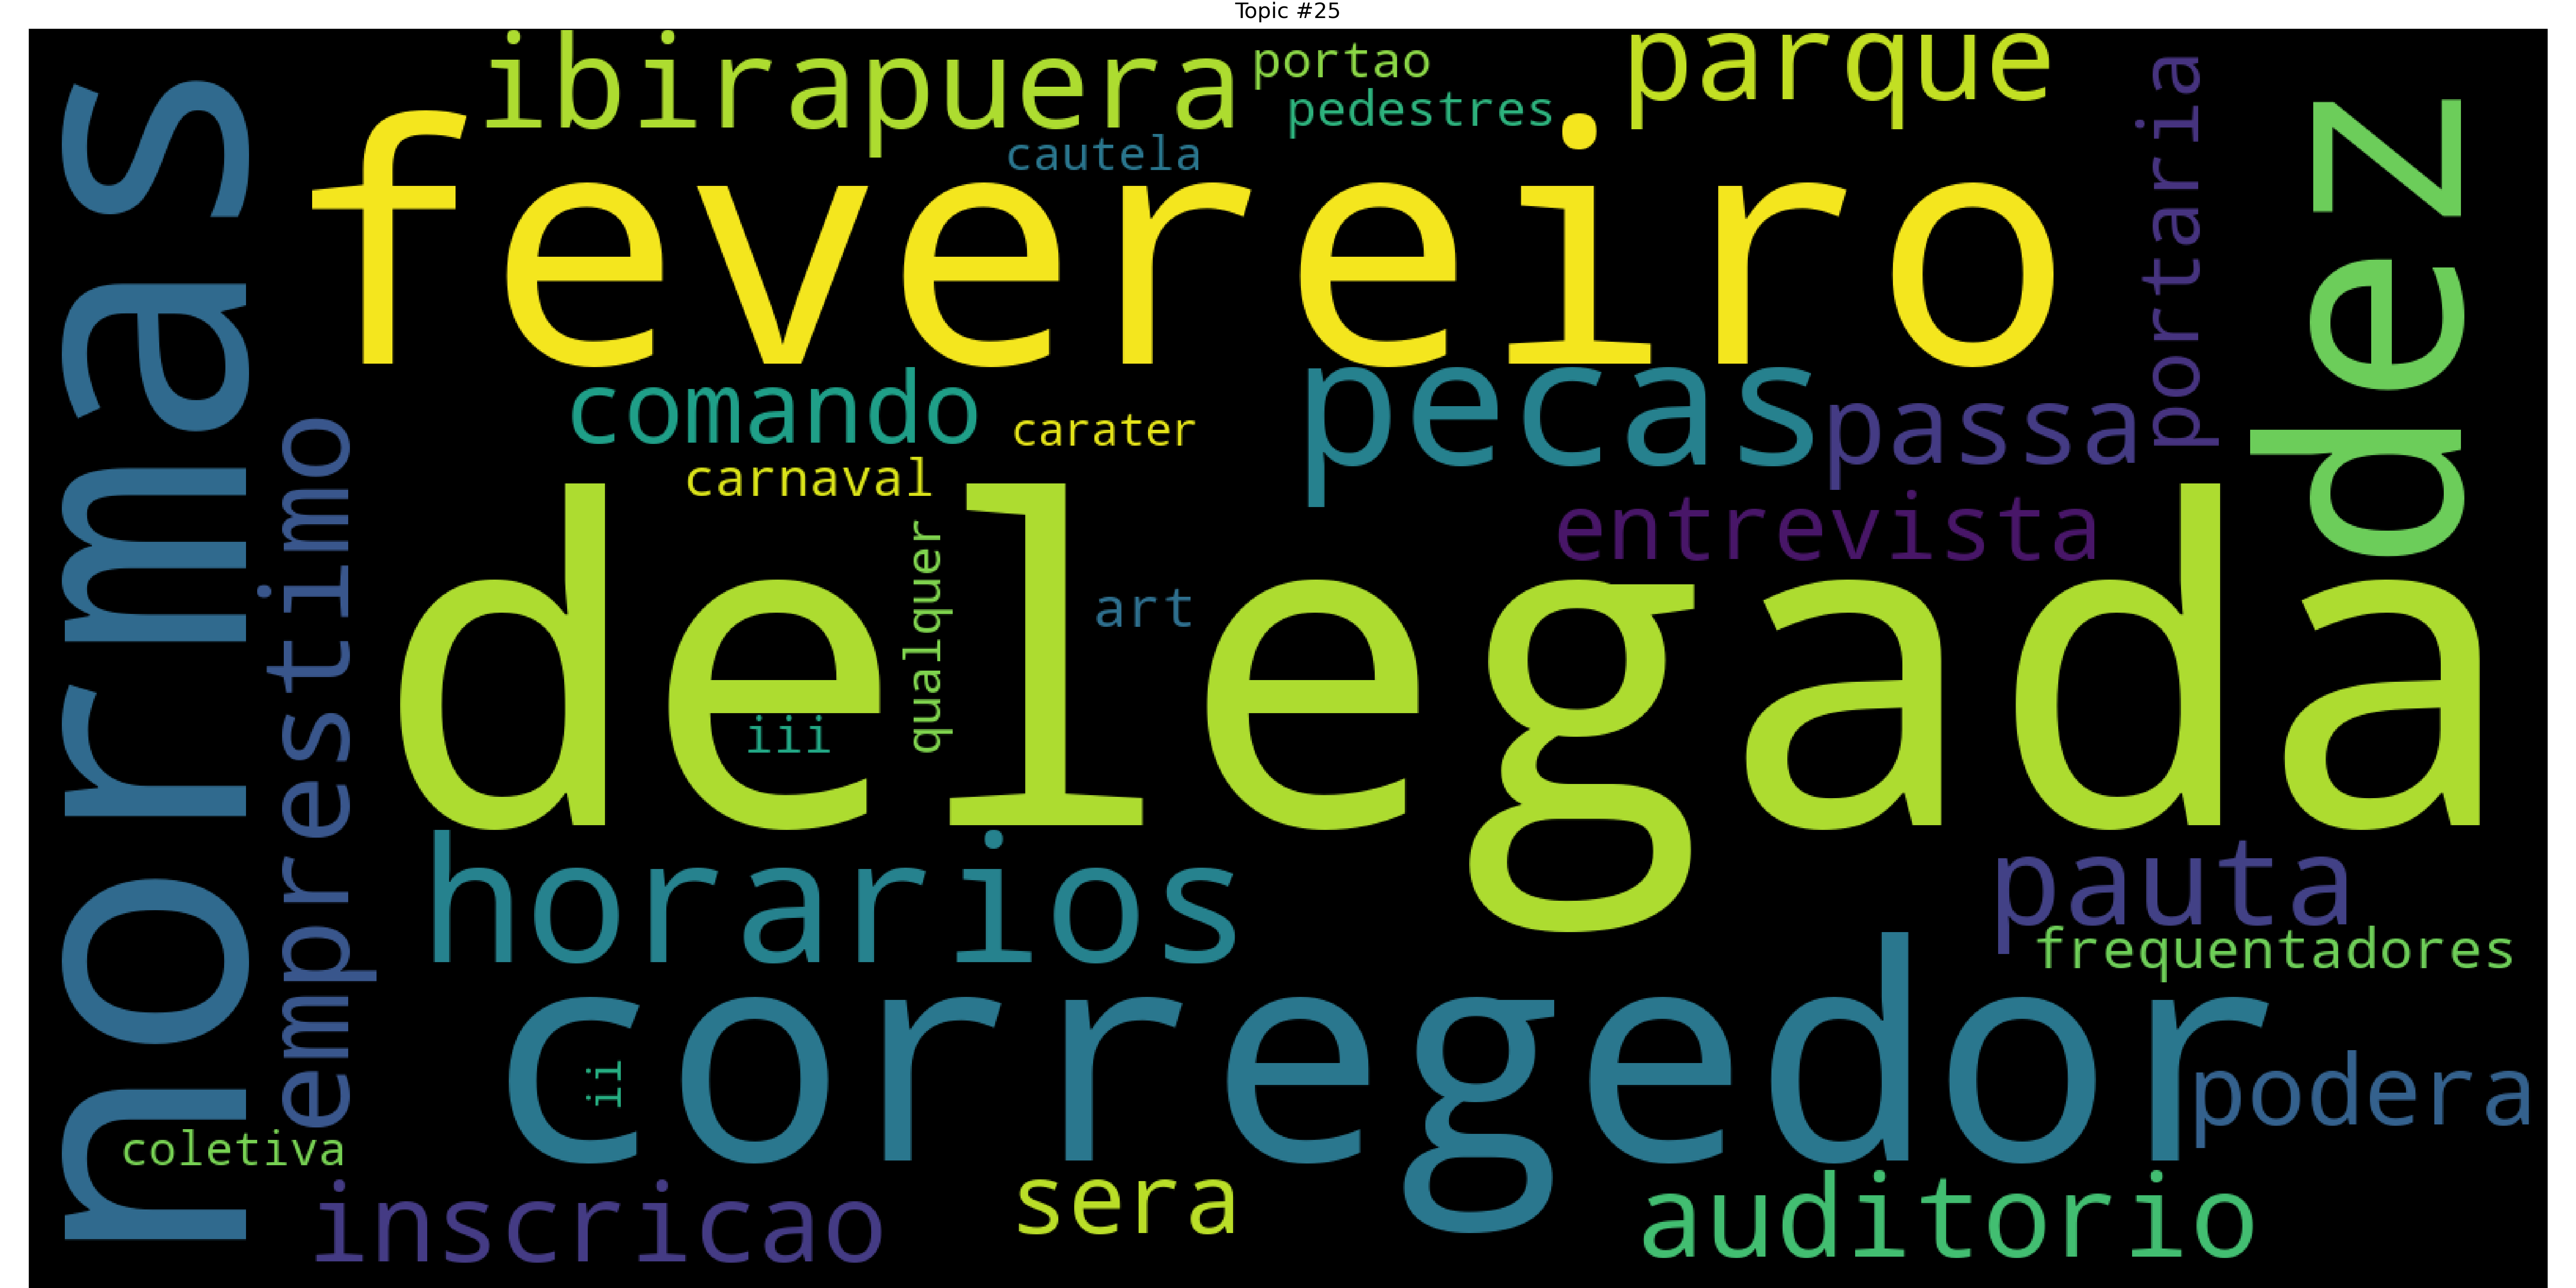 Topic #25
ibirapuera
portao
parque
pedestres
cautela
fevereiro
portaria
dez
normas
comando
carater
pecas
passa
carnaval
entrevista
emprestimo
qualquer
art
delegada
iii
horarios
pauta
frequentadores
corregedor
ii
podera
coletiva
inscricao
sera
auditorio